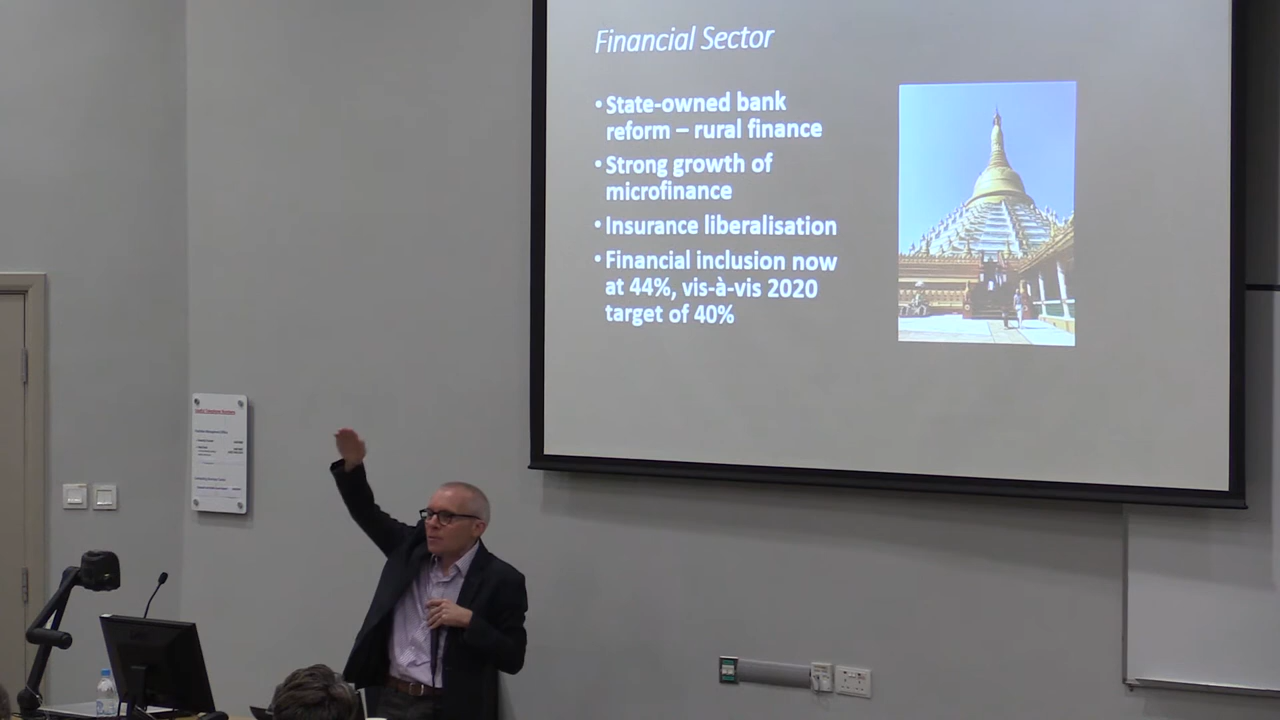 Financial Sector
• State-owned bank
reform – rural finance
• Strong growth of
microfinance
• Insurance liberalisation
• Financial inclusion now
at 44%, vis-à-vis 2020
target of 40%